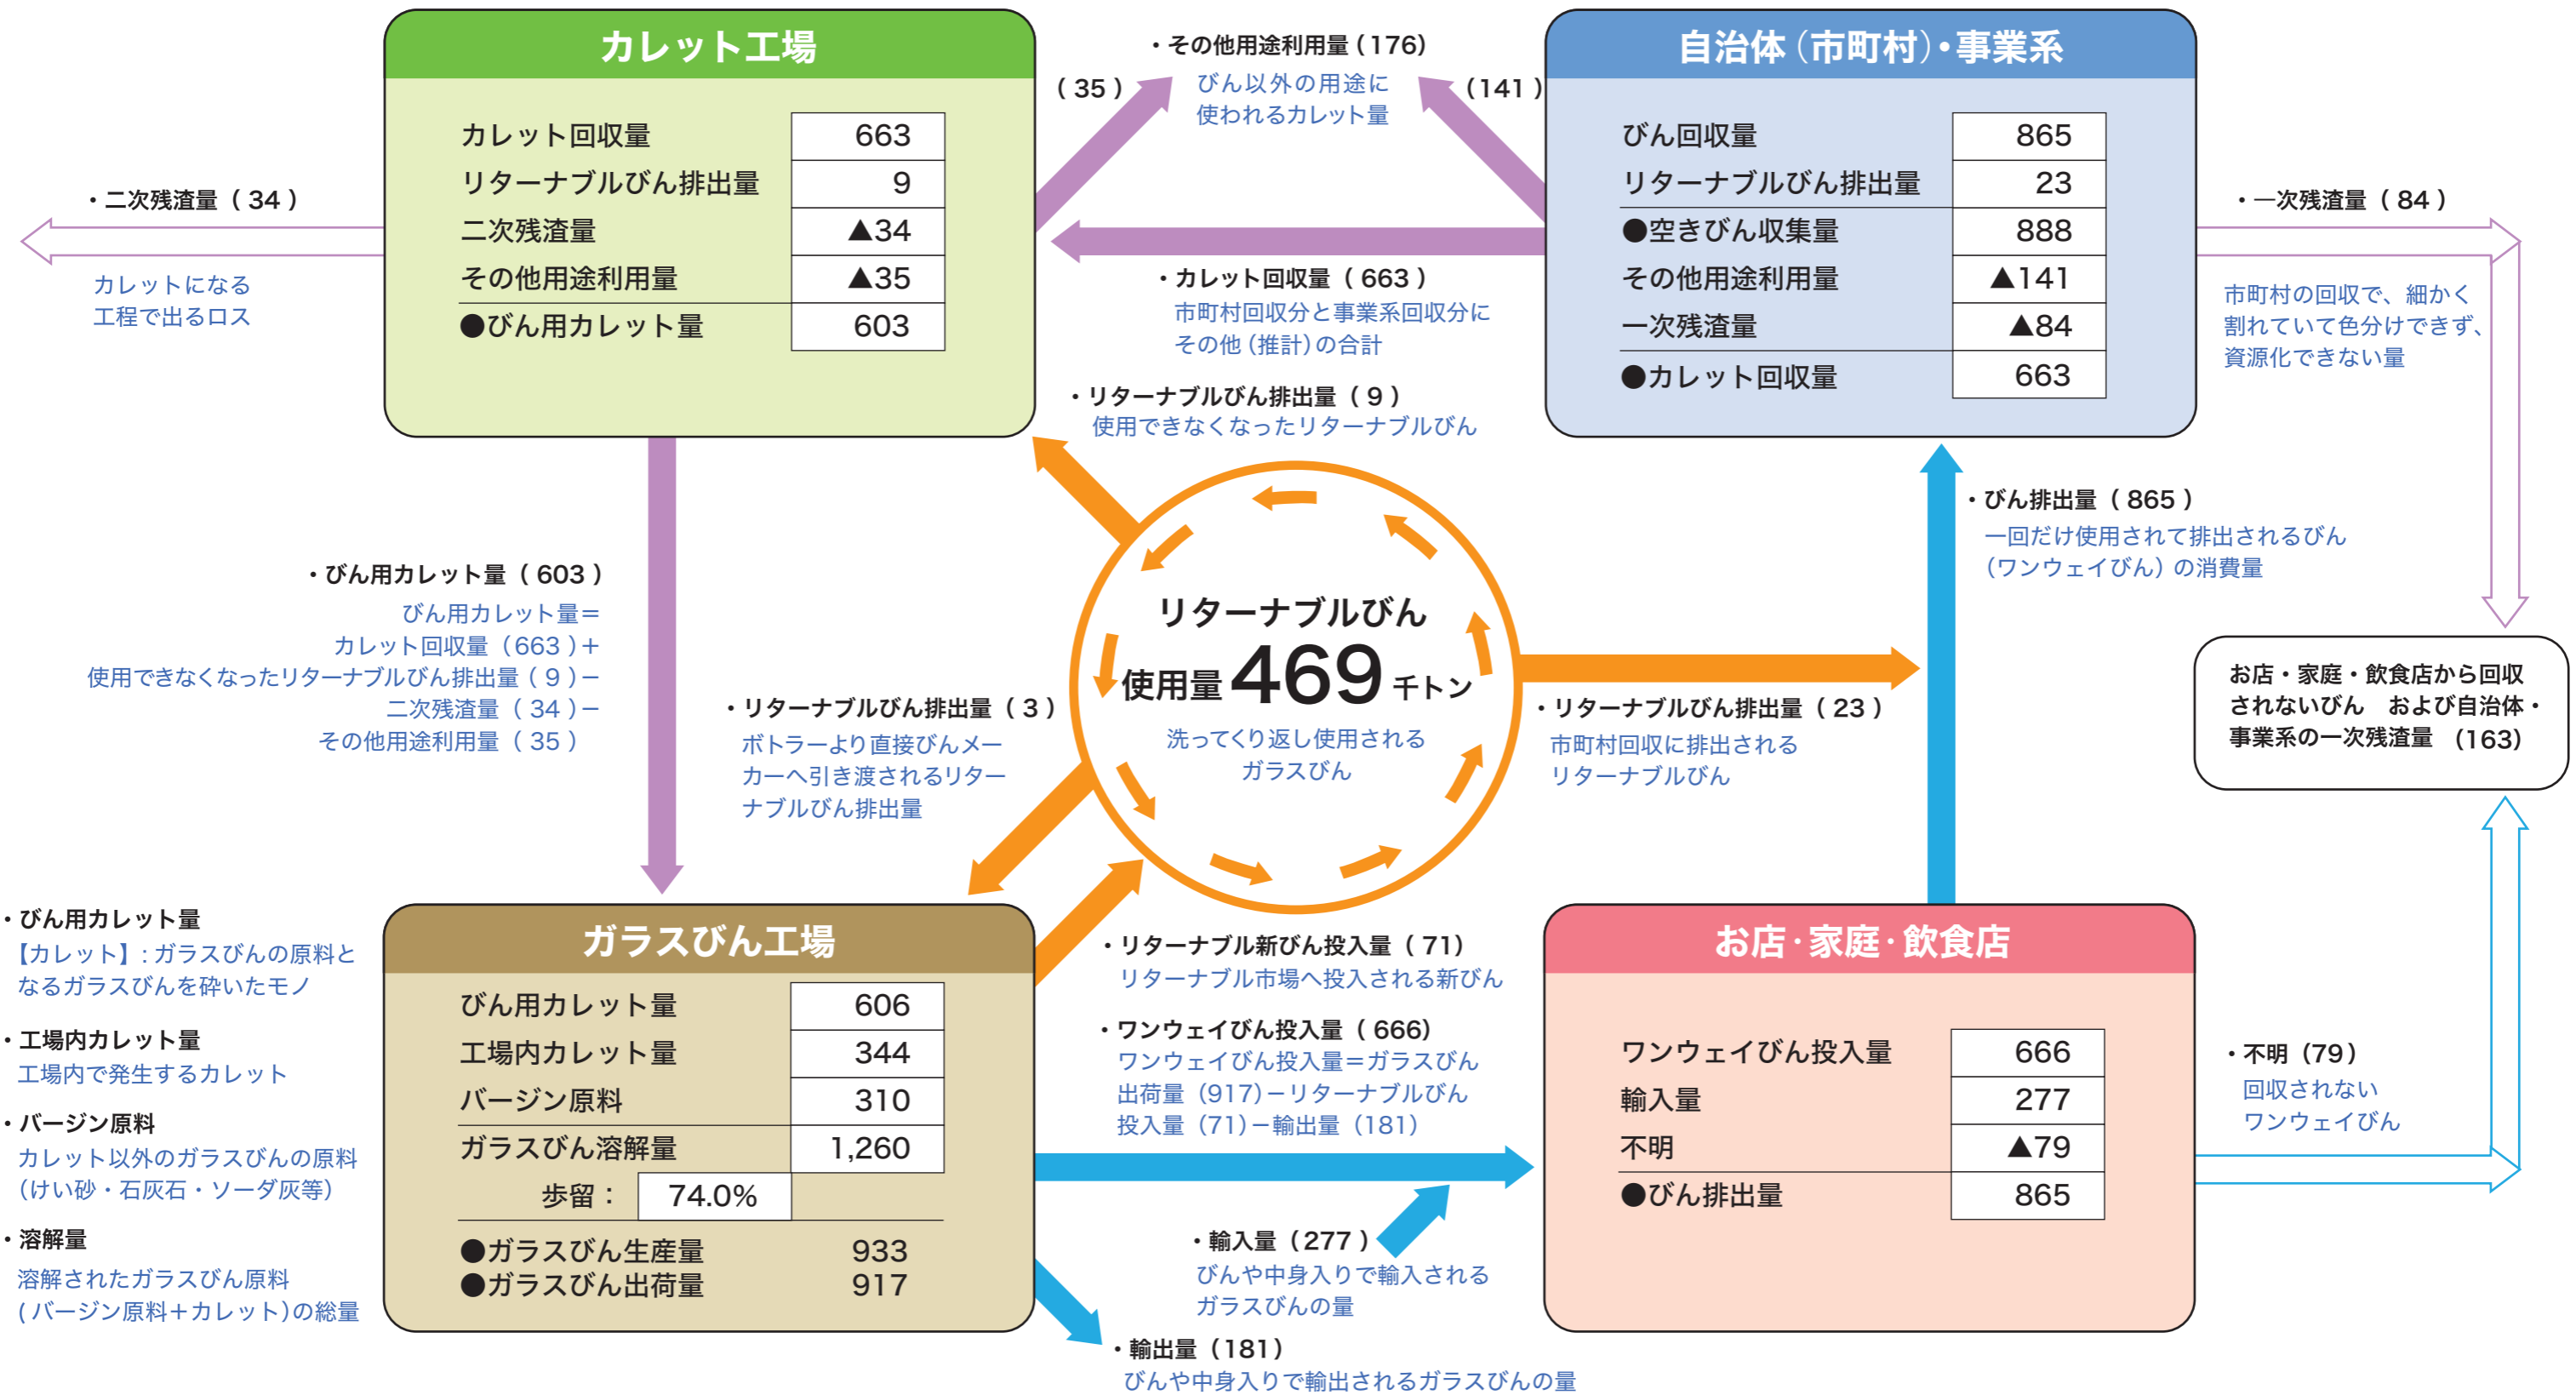 カレット工場
カレット回収量 663
リターナブルびん排出量 9
二次残渣量 ▲34
その他用途利用量 ▲35
●びん用カレット量 603
・二次残渣量（ 34 ）
カレットになる
工程で出るロス
（ 35 ）
・その他用途利用量（176）
びん以外の用途に
使われるカレット量
（141 ）
・カレット回収量（ 663 ）
市町村回収分と事業系回収分に
その他（推計）の合計
・リターナブルびん排出量（ 9 ）
使用できなくなったリターナブルびん
自治体（市町村）・事業系
びん回収量 865
リターナブルびん排出量 23
●空きびん収集量 888
その他用途利用量 ▲141
一次残渣量 ▲84
●カレット回収量 663
・一次残渣量（ 84 ）
市町村の回収で、細かく
割れていて色分けできず、
資源化できない量
・びん用カレット量（ 603 ）
びん用カレット量＝
カレット回収量（663 ）＋
使用できなくなったリターナブルびん排出量（ 9 ）－
二次残渣量（ 34 ）－
その他用途利用量（ 35 ）
・リターナブルびん排出量（ 3 ）
ボトラーより直接びんメー
カーへ引き渡されるリター
ナブルびん排出量
リターナブルびん
使用量 469 千トン
洗ってくり返し使用される
ガラスびん
・リターナブルびん排出量（ 23 ）
市町村回収に排出される
リターナブルびん
・びん排出量（ 865 ）
一回だけ使用されて排出されるびん
（ワンウェイびん）の消費量
お店・家庭・飲食店から回収
されないびん　および自治体・
事業系の一次残渣量 （163）
・びん用カレット量
【カレット】：ガラスびんの原料と
なるガラスびんを砕いたモノ
・工場内カレット量
工場内で発生するカレット
・バージン原料
カレット以外のガラスびんの原料
（けい砂・石灰石・ソーダ灰等）
・溶解量
溶解されたガラスびん原料
( バージン原料＋カレット）の総量
ガラスびん工場
びん用カレット量 606
工場内カレット量 344
バージン原料 310
ガラスびん溶解量 1,260
歩留： 74.0%
●ガラスびん生産量 933
●ガラスびん出荷量 917
・リターナブル新びん投入量（ 71）
リターナブル市場へ投入される新びん
・ワンウェイびん投入量（ 666）
ワンウェイびん投入量＝ガラスびん
出荷量（917）－リターナブルびん
投入量（71）－輸出量（181）
・輸入量（277 ）
びんや中身入りで輸入される
ガラスびんの量
・輸出量（181）
びんや中身入りで輸出されるガラスびんの量
お店・家庭・飲食店
ワンウェイびん投入量 666
輸入量 277
不明 ▲79
●びん排出量 865
・不明（79）
回収されない
ワンウェイびん